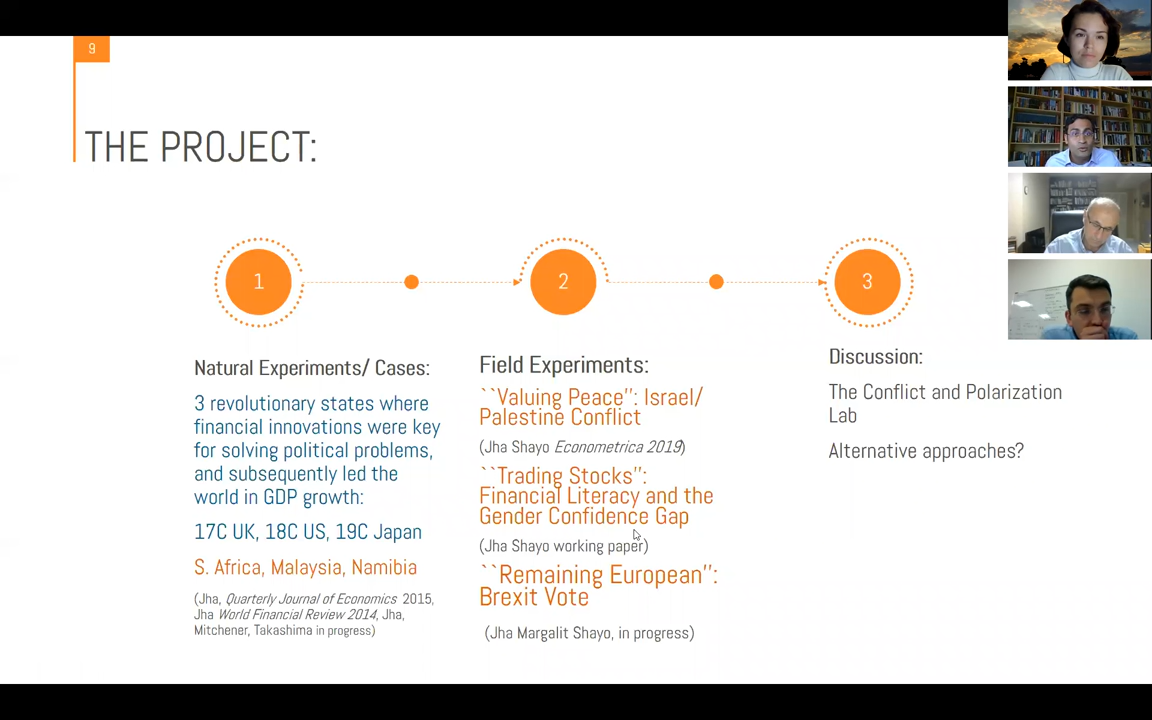 9
THE PROJECT:
1
2
3
Natural Experiments/ Cases:
3 revolutionary states where
financial innovations were key
for solving political problems,
and subsequently led the
world in GDP growth:
17C UK, 18C US, 19C Japan
S. Africa, Malaysia, Namibia
(Jha, Quarterly Journal of Economics 2015,
Jha World Financial Review 2014, Jha,
Mitchener, Takashima in progress)
Field Experiments:
``Valuing Peace'': Israel/
Palestine Conflict
(Jha Shayo Econometrica 2019)
``Trading Stocks'':
Financial Literacy and the
Gender Confidence Gap
(Jha Shayo working paper)
``Remaining European'':
Brexit Vote
(Jha Margalit Shayo, in progress)
Discussion:
The Conflict and Polarization
Lab
Alternative approaches?